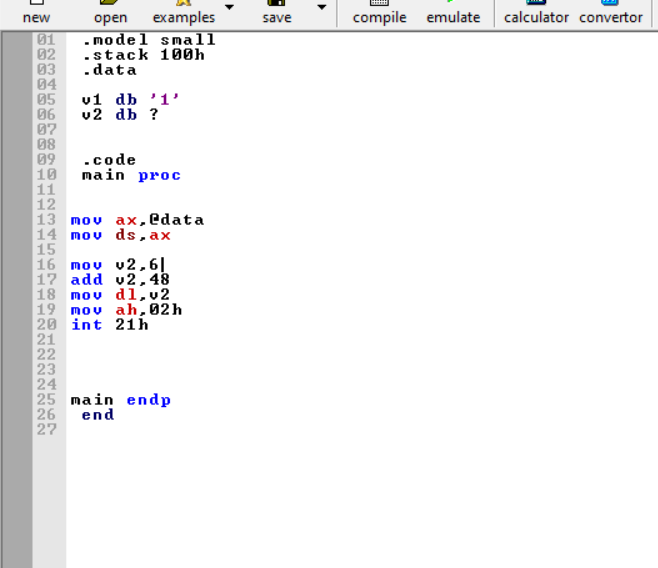 new open examples save compile emulate calculator convertor
01 .model small
02 .stack 100h
03 .data
04
05 v1 db '1'
06 v2 db ?
07
08
09 .code
10 main proc
11
12
13 mov ax,@data
14 mov ds,ax
15
16 mov v2,6
17 add v2,48
18 mov dl,v2
19 mov ah,02h
20 int 21h
21
22
23
24
25 main endp
26 end
27